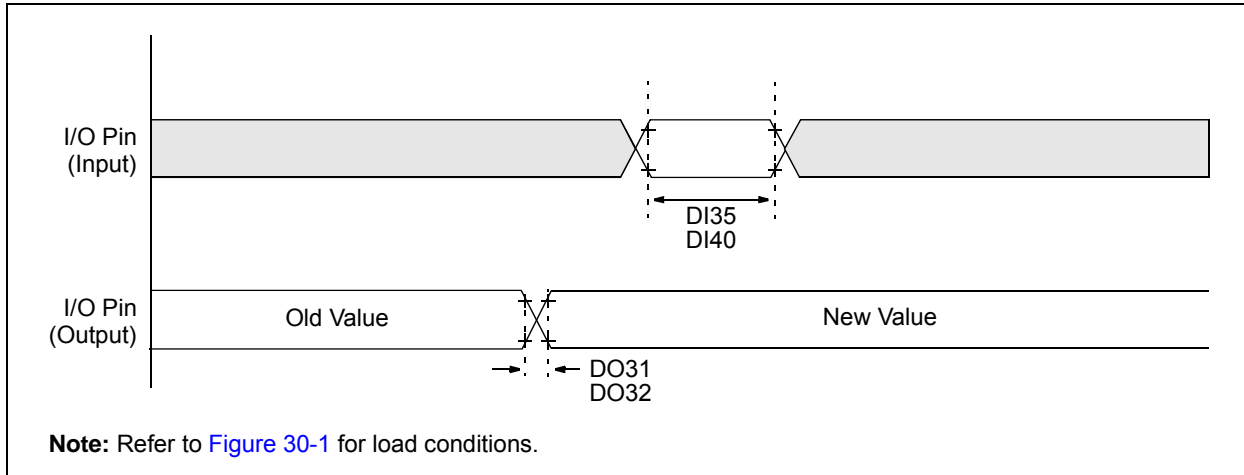 I/O Pin
(Input)
DI35
DI40
I/O Pin
(Output)
Old Value
New Value
DO31
DO32
Note: Refer to Figure 30-1 for load conditions.